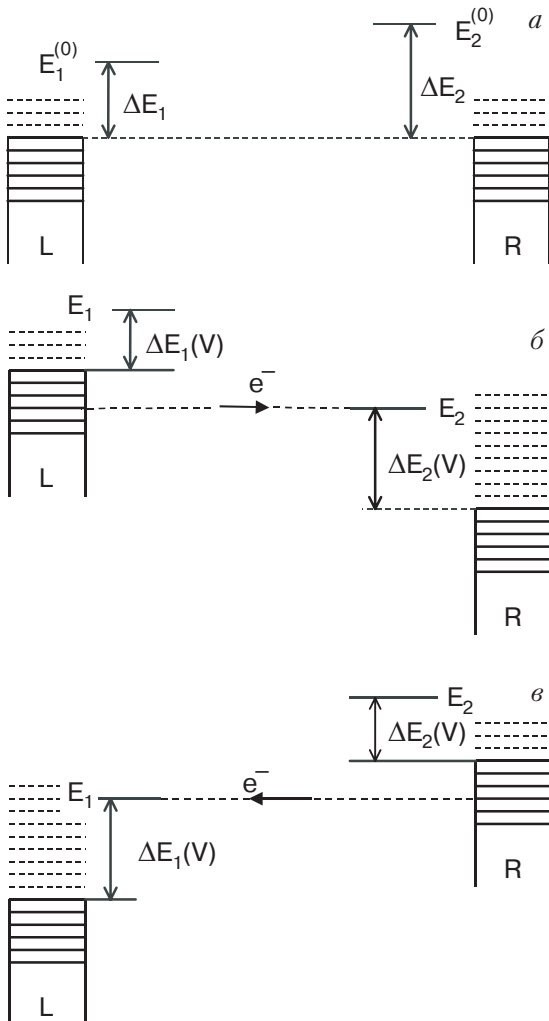 E₂⁽⁰⁾ а
E₁⁽⁰⁾
ΔE₁ ΔE₂
L R
E₁
ΔE₁(V) б
e⁻
E₂
L ΔE₂(V)
R
E₂ в
ΔE₂(V)
E₁ e⁻
ΔE₁(V)
R
L